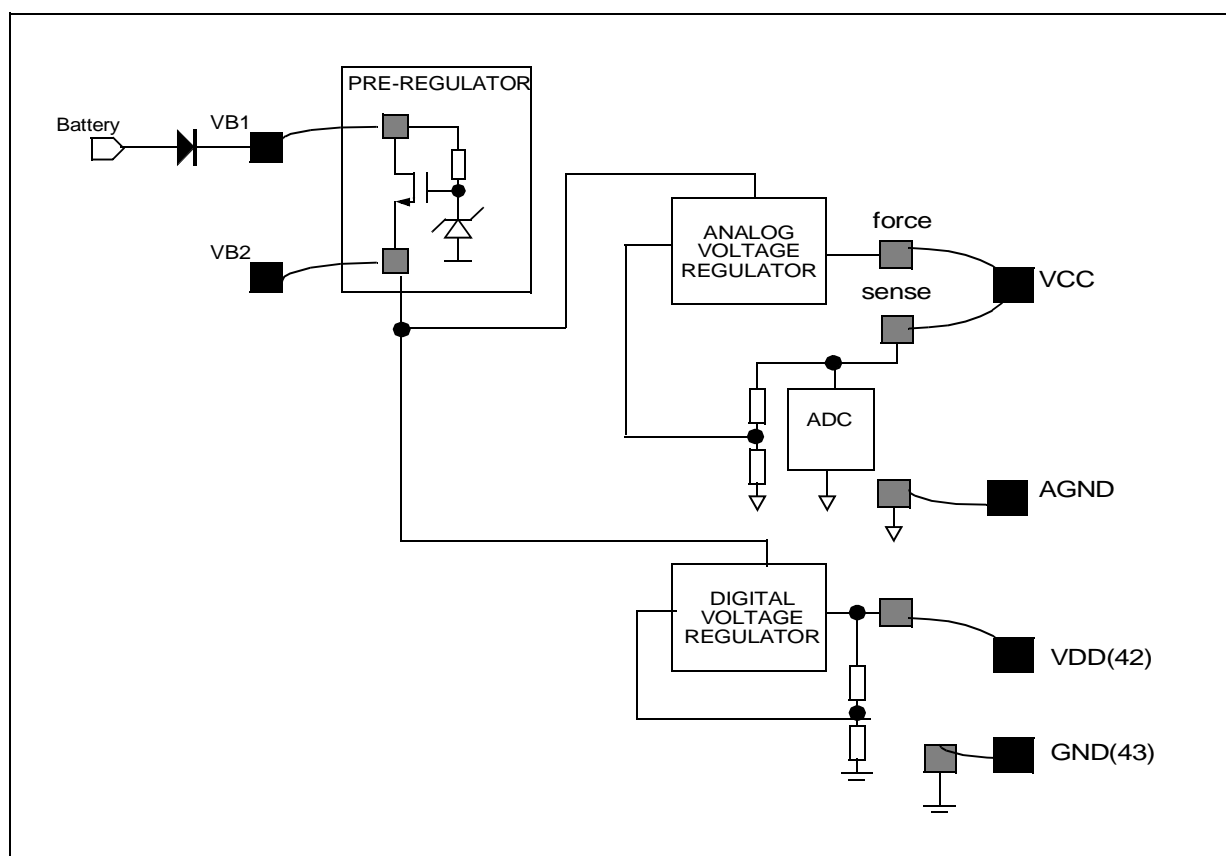 PRE-REGULATOR
Battery
VB1
VB2
ANALOG
VOLTAGE
REGULATOR
force
sense
VCC
ADC
AGND
DIGITAL
VOLTAGE
REGULATOR
VDD(42)
GND(43)